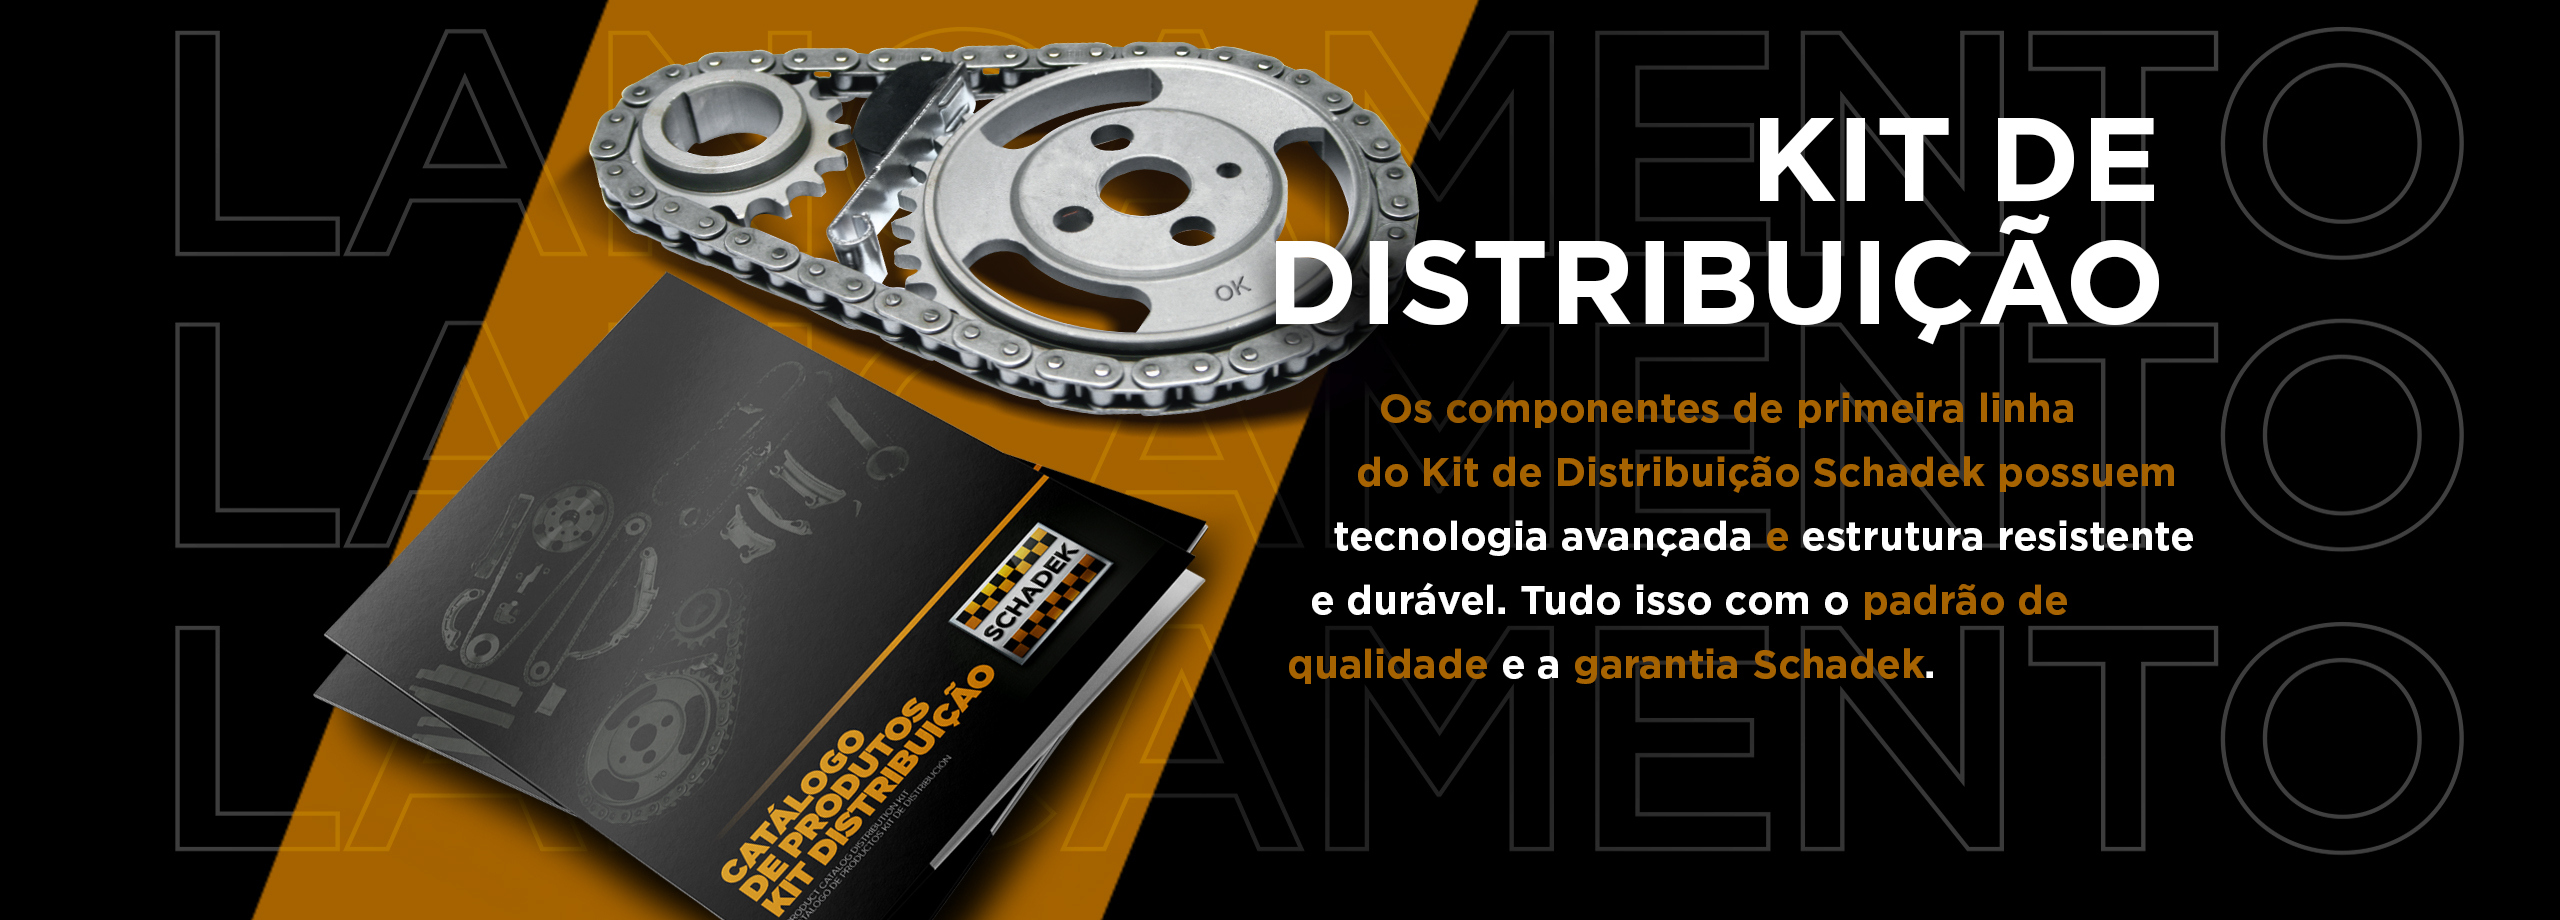 LANÇAMENTO
LANÇAMENTO
LANÇAMENTO
KIT DE
DISTRIBUIÇÃO
OK
Os componentes de primeira linha
do Kit de Distribuição Schadek possuem
tecnologia avançada e estrutura resistente
e durável. Tudo isso com o padrão de
qualidade e a garantia Schadek.
SCHADEK
CATÁLOGO
DE PRODUTOS
KIT DISTRIBUIÇÃO
PRODUCT CATALOG DISTRIBUTION KIT
CATÁLOGO DE PRODUCTOS KIT DE DISTRIBUCIÓN